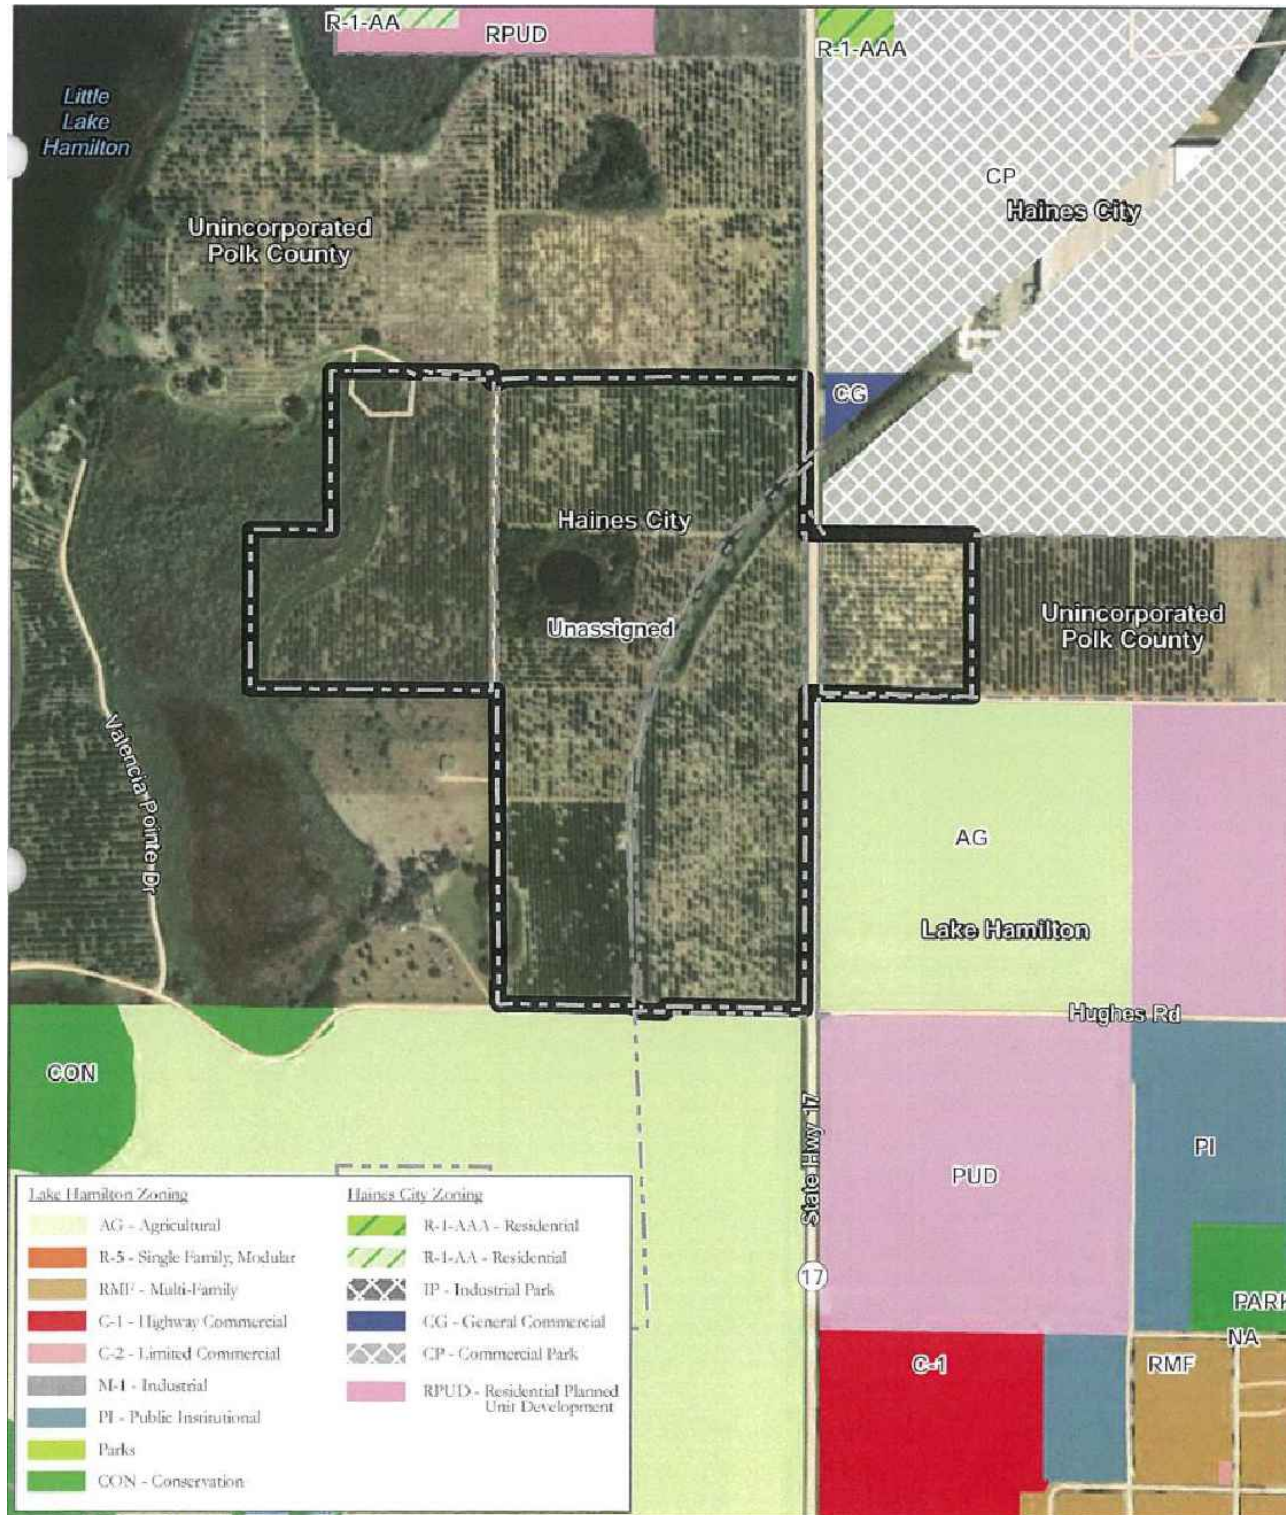 R-1-AA
RPUD
R-1-AAA
Little
Lake
Hamilton
CP
Haines City
Unincorporated
Polk County
CG
Haines City
Unassigned
Unincorporated
Polk County
Valencia Pointe Dr
AG
Lake Hamilton
Hughes Rd
CON
State Hwy 17
PI
PUD
17
PARK
NA
C-1
RMF
Lake Hamilton Zoning
AG - Agricultural
R-5 - Single Family, Modular
RMF - Multi-Family
C-1 - Highway Commercial
C-2 - Limited Commercial
M-1 - Industrial
PI - Public Institutional
Parks
CON - Conservation
Haines City Zoning
R-1-AAA - Residential
R-1-AA - Residential
IP - Industrial Park
CG - General Commercial
CP - Commercial Park
RPUD - Residential Planned
Unit Development